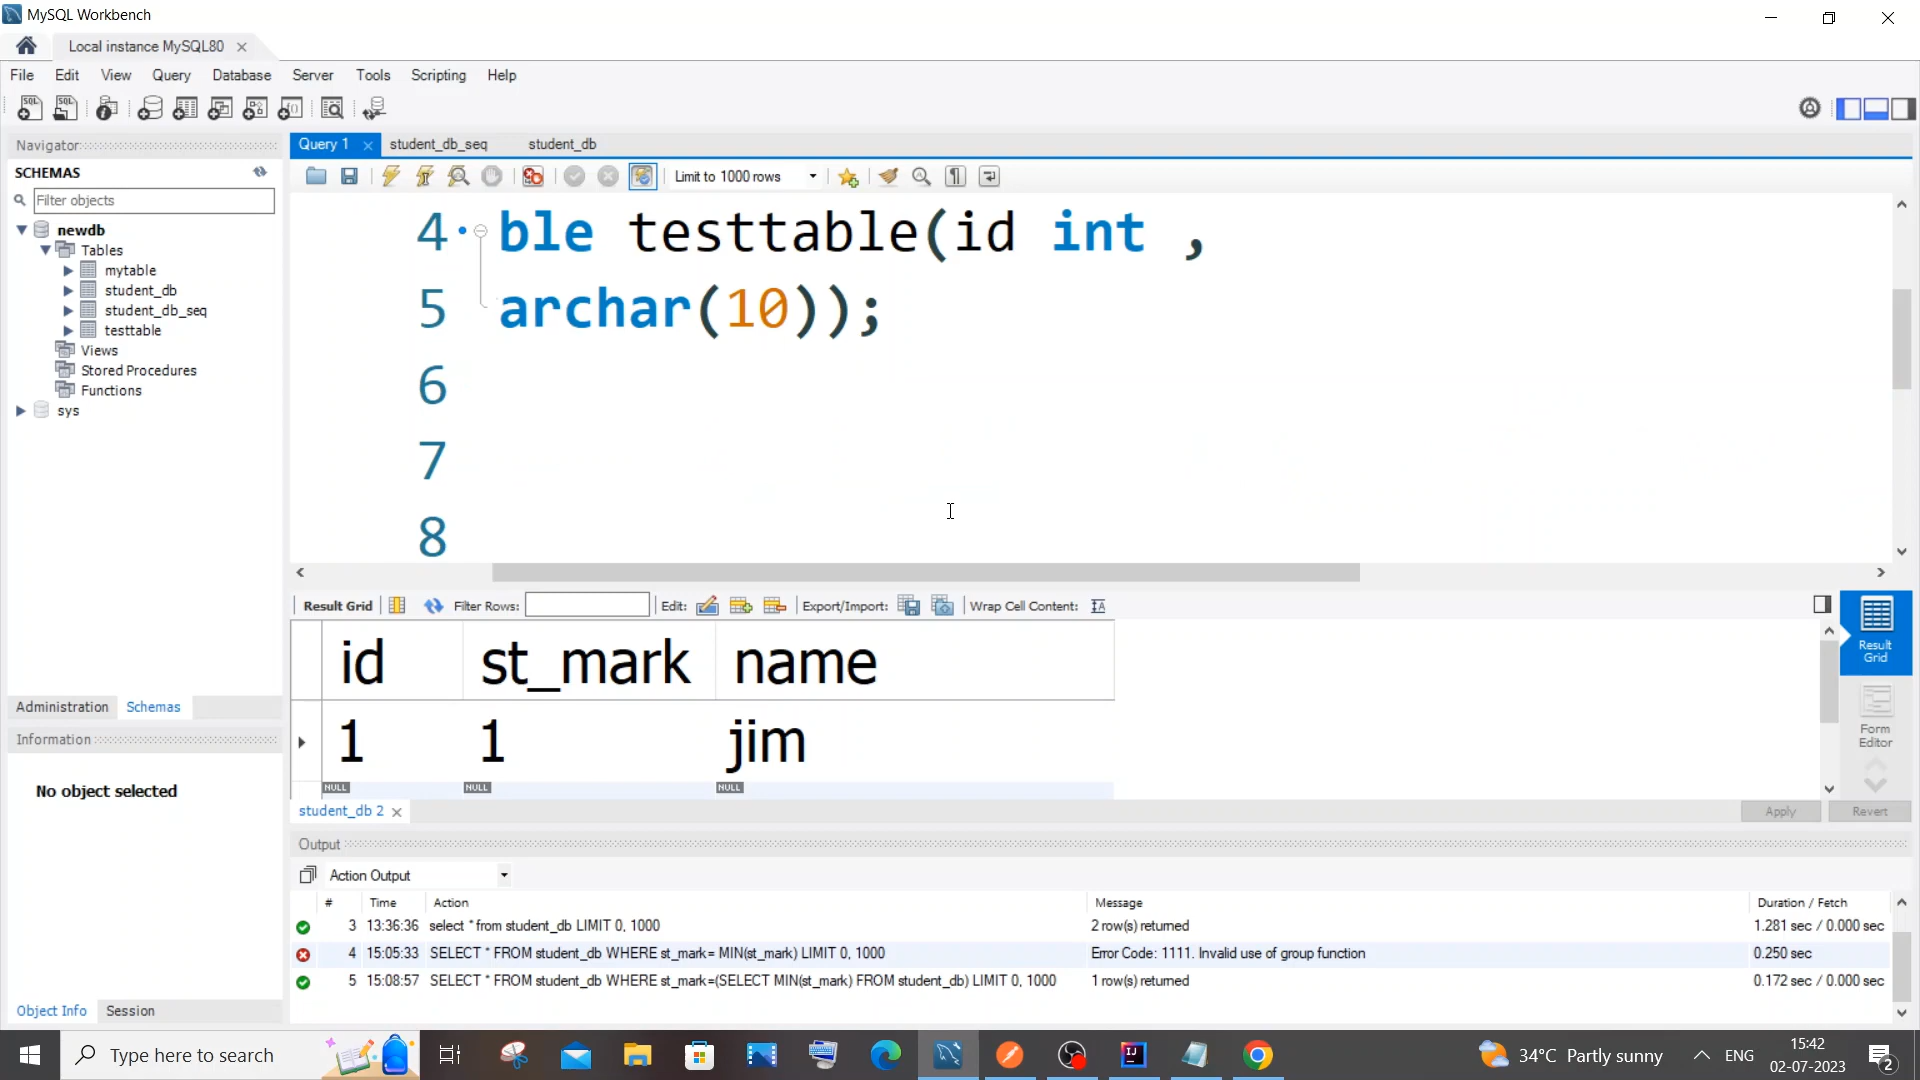 MySQL Workbench
Local instance MySQL80
File Edit View Query Database Server Tools Scripting Help
Navigator
SCHEMAS
Filter objects
newdb
Tables
mytable
student_db
student_db_seq
testtable
Views
Stored Procedures
Functions
sys
Administration Schemas
Information
No object selected
Object Info Session
Query 1 student_db_seq student_db
Limit to 1000 rows
4 ble testtable(id int ,
5 archar(10));
6
7
8
Result Grid Filter Rows: Edit: Export/Import: Wrap Cell Content:
id st_mark name
1 1 jim
NULL NULL NULL
Result Grid
Form Editor
student_db 2 Apply Revert
Output
Action Output
# Time Action Message Duration / Fetch
3 13:36:36 select * from student_db LIMIT 0, 1000 2 row(s) returned 1.281 sec / 0.000 sec
4 15:05:33 SELECT * FROM student_db WHERE st_mark= MIN(st_mark) LIMIT 0, 1000 Error Code: 1111. Invalid use of group function 0.250 sec
5 15:08:57 SELECT * FROM student_db WHERE st_mark=(SELECT MIN(st_mark) FROM student_db) LIMIT 0, 1000 1 row(s) returned 0.172 sec / 0.000 sec
Type here to search
34°C Partly sunny ENG
15:42
02-07-2023
2